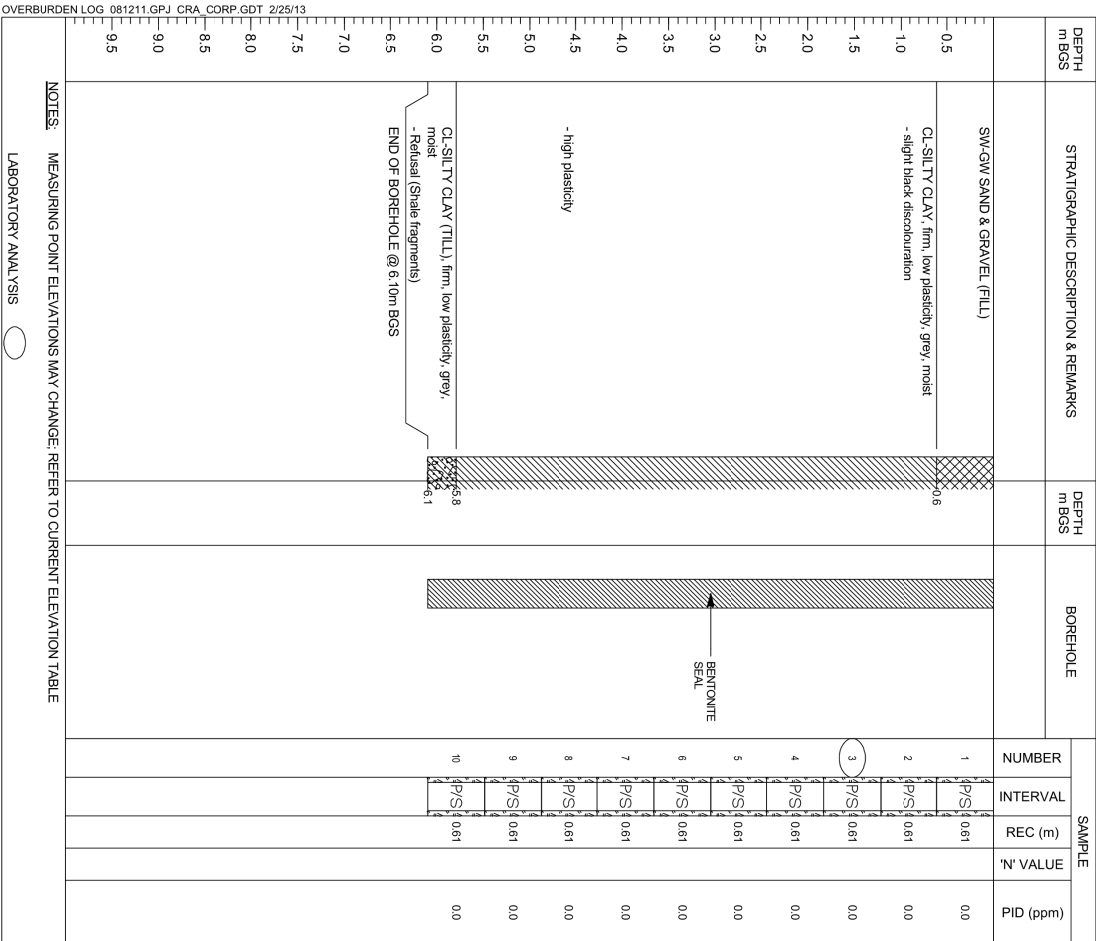 OVERBURDEN LOG 081211.GPJ CRA_CORP.GDT 2/25/13
DEPTH
m BGS
STRATIGRAPHIC DESCRIPTION & REMARKS
DEPTH
m BGS
BOREHOLE
SAMPLE
NUMBER
INTERVAL
REC (m)
'N' VALUE
PID (ppm)
SW-GW SAND & GRAVEL (FILL)
0.5
1 P/S 0.61 0.0
0.6
CL-SILTY CLAY, firm, low plasticity, grey, moist
- slight black discolouration
1.0
2 P/S 0.61 0.0
1.5
3 P/S 0.61 0.0
2.0
4 P/S 0.61 0.0
2.5
5 P/S 0.61 0.0
3.0
BENTONITE
SEAL
3.5
6 P/S 0.61 0.0
4.0
7 P/S 0.61 0.0
4.5
- high plasticity
8 P/S 0.61 0.0
5.0
9 P/S 0.61 0.0
5.5
10 P/S 0.61 0.0
5.8
CL-SILTY CLAY (TILL), firm, low plasticity, grey,
moist
6.0
6.1
- Refusal (Shale fragments)
END OF BOREHOLE @ 6.10m BGS
6.5
7.0
7.5
8.0
8.5
9.0
9.5
NOTES: MEASURING POINT ELEVATIONS MAY CHANGE; REFER TO CURRENT ELEVATION TABLE
LABORATORY ANALYSIS